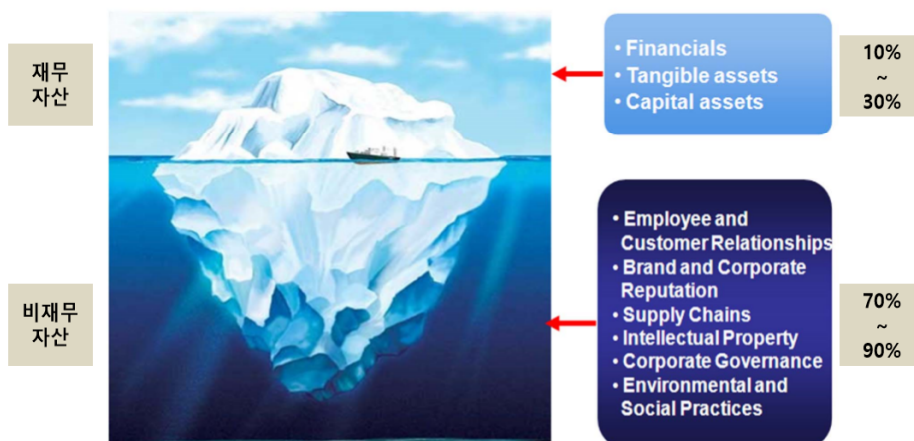 재무
자산
• Financials
• Tangible assets
• Capital assets
10%
~
30%
비재무
자산
• Employee and
Customer Relationships
• Brand and Corporate
Reputation
• Supply Chains
• Intellectual Property
• Corporate Governance
• Environmental and
Social Practices
70%
~
90%